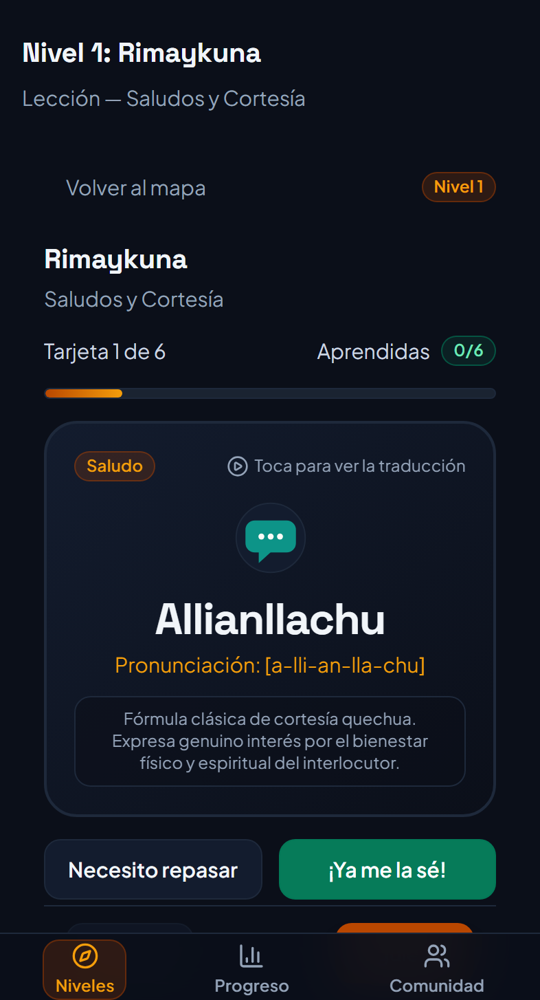 Nivel 1: Rimaykuna
Lección — Saludos y Cortesía
Volver al mapa
Nivel 1
Rimaykuna
Saludos y Cortesía
Tarjeta 1 de 6
Aprendidas 0/6
Saludo
Toca para ver la traducción
Allianllachu
Pronunciación: [a-lli-an-lla-chu]
Fórmula clásica de cortesía quechua.
Expresa genuino interés por el bienestar
físico y espiritual del interlocutor.
Necesito repasar
¡Ya me la sé!
Niveles
Progreso
Comunidad